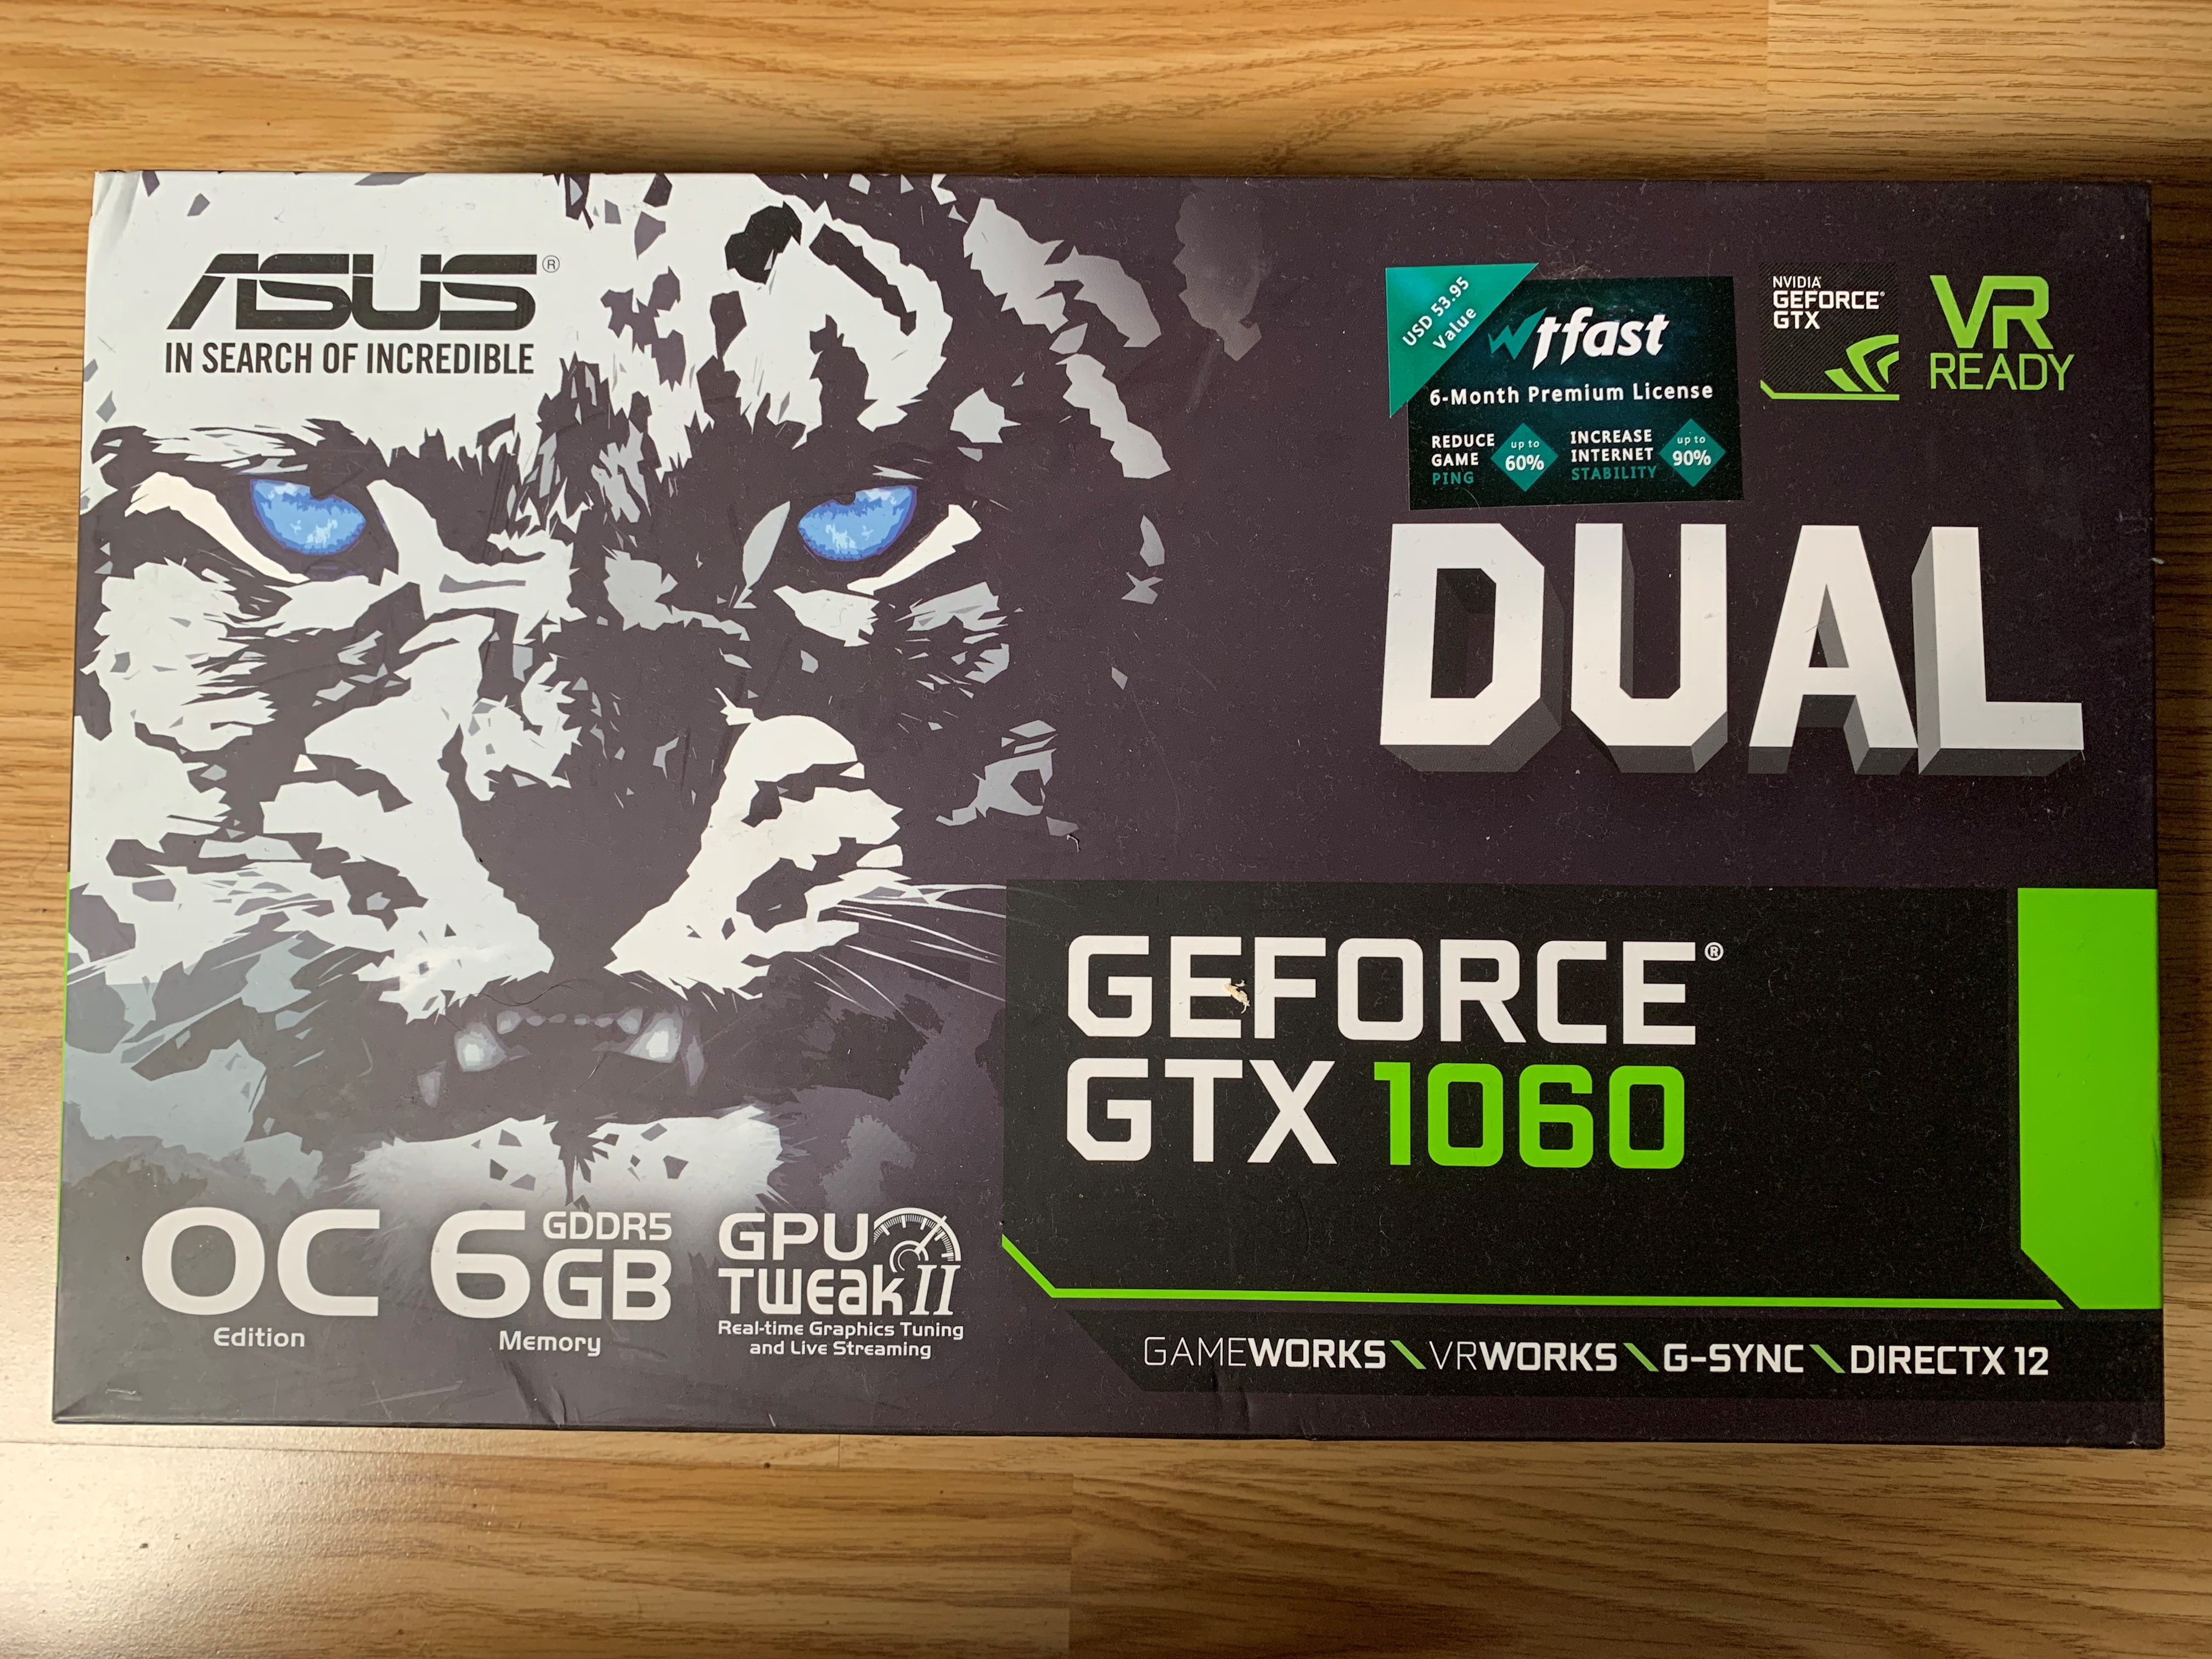 ASUS®
IN SEARCH OF INCREDIBLE
USD 53.95
Value
wtfast
6-Month Premium License
REDUCE
GAME
PING
up to
60%
INCREASE
INTERNET
STABILITY
up to
90%
NVIDIA®
GEFORCE®
GTX
VR
READY
DUAL
GEFORCE®
GTX 1060
OC
Edition
6 GDDR5
GB
Memory
GPU
TWEAK II
Real-time Graphics Tuning
and Live Streaming
GAMEWORKS \ VRWORKS \ G-SYNC \ DIRECTX 12